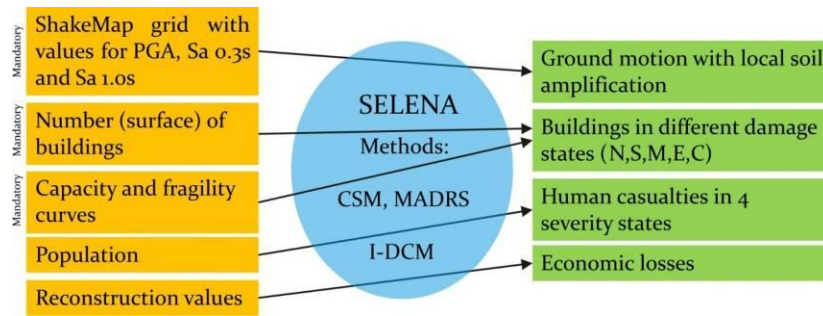 Mandatory
ShakeMap grid with
values for PGA, Sa 0.3s
and Sa 1.0s
Mandatory
Number (surface) of
buildings
Mandatory
Capacity and fragility
curves
Population
Reconstruction values
SELENA
Methods:
CSM, MADRS
I-DCM
Ground motion with local soil
amplification
Buildings in different damage
states (N,S,M,E,C)
Human casualties in 4
severity states
Economic losses